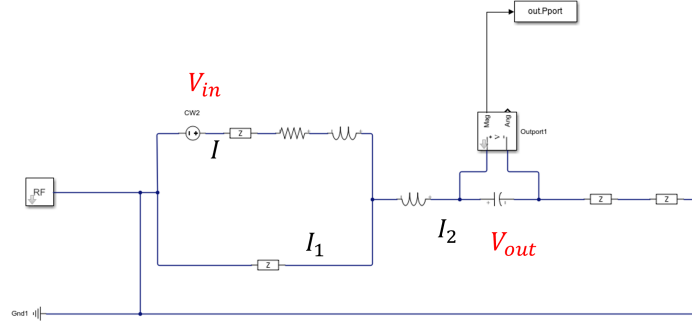 out.Pport
V_in
CW2
Mag
Ang
+ V -
Outport1
Z
I
RF
Z
Z
I_1
I_2
V_out
Z
Gnd1